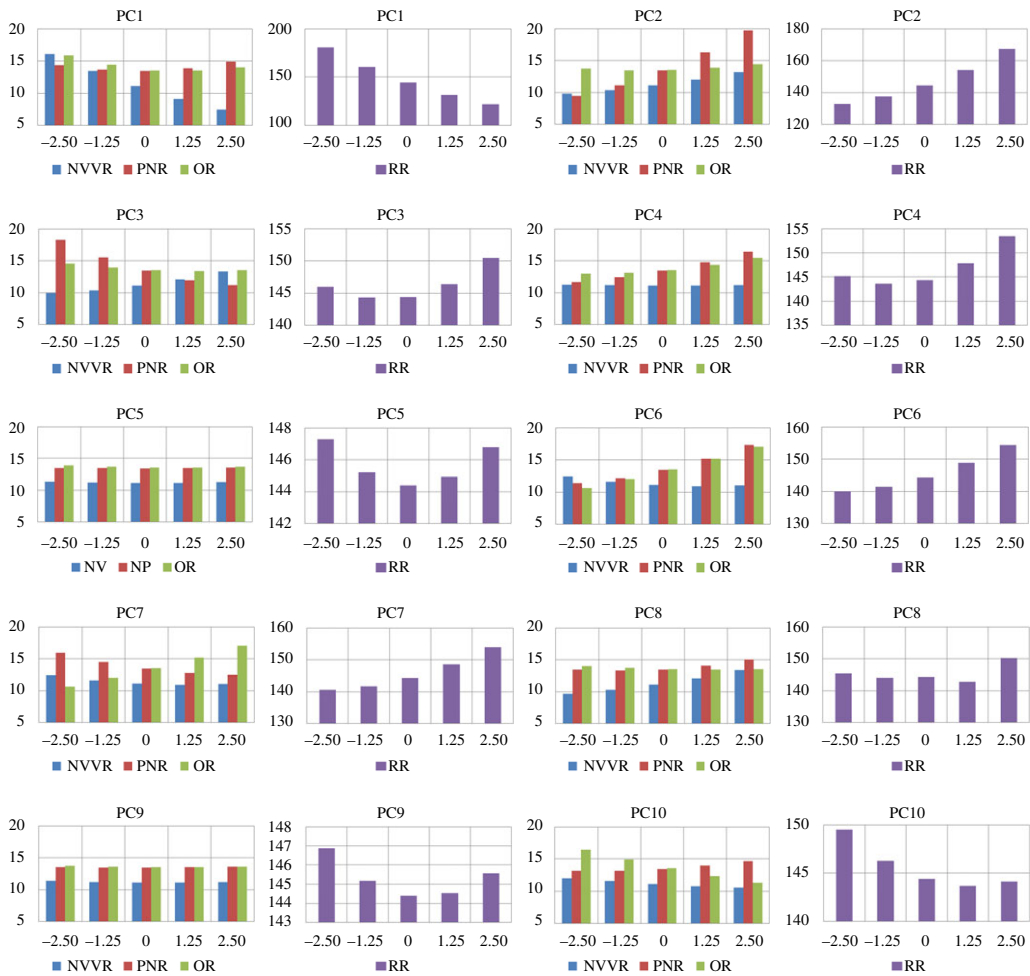 PC1 PC1 PC2 PC2
20 200 20 180
15 150 15 160
10 10 140
5 100 5 120
−2.50 −1.25 0 1.25 2.50 −2.50 −1.25 0 1.25 2.50 −2.50 −1.25 0 1.25 2.50 −2.50 −1.25 0 1.25 2.50
NVVR PNR OR RR NVVR PNR OR RR
PC3 PC3 PC4 PC4
20 155 20 155
15 150 15 150
10 145 10 145
5 140 5 140
135
−2.50 −1.25 0 1.25 2.50 −2.50 −1.25 0 1.25 2.50 −2.50 −1.25 0 1.25 2.50 −2.50 −1.25 0 1.25 2.50
NVVR PNR OR RR NVVR PNR OR RR
PC5 PC5 PC6 PC6
20 148 20 160
15 146 15 150
10 144 10 140
5 142 5 130
−2.50 −1.25 0 1.25 2.50 −2.50 −1.25 0 1.25 2.50 −2.50 −1.25 0 1.25 2.50 −2.50 −1.25 0 1.25 2.50
NV NP OR RR NVVR PNR OR RR
PC7 PC7 PC8 PC8
20 160 20 160
15 150 15 150
10 140 10 140
5 130 5 130
−2.50 −1.25 0 1.25 2.50 −2.50 −1.25 0 1.25 2.50 −2.50 −1.25 0 1.25 2.50 −2.50 −1.25 0 1.25 2.50
NVVR PNR OR RR NVVR PNR OR RR
PC9 PC9 PC10 PC10
20 148 20 150
15 147 15 145
10 146 10 140
5 145 5
144
143
−2.50 −1.25 0 1.25 2.50 −2.50 −1.25 0 1.25 2.50 −2.50 −1.25 0 1.25 2.50 −2.50 −1.25 0 1.25 2.50
NVVR PNR OR RR NVVR PNR OR RR